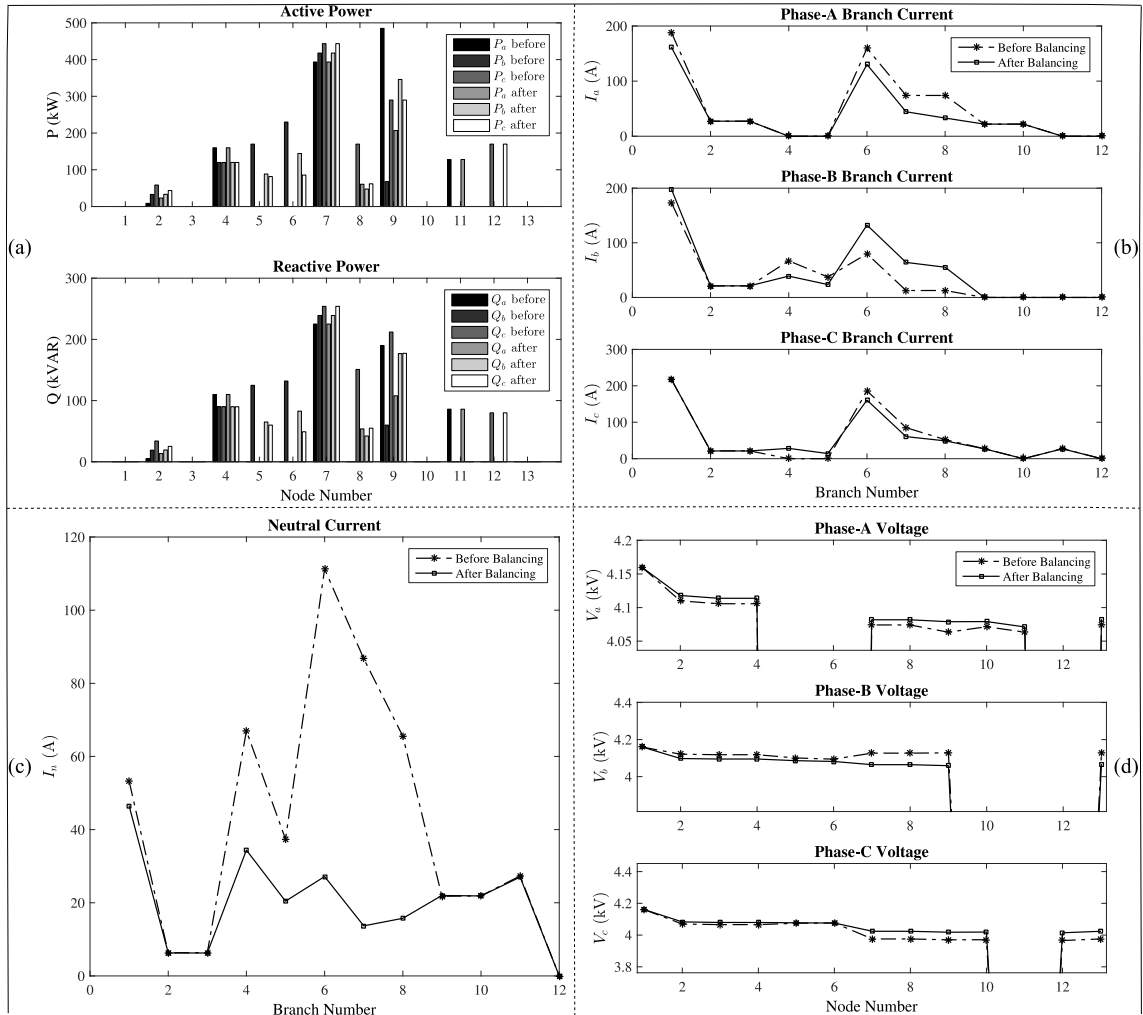 Active Power
500
400
300
200
100
0
P (kW)
P_a before
P_b before
P_c before
P_a after
P_b after
P_c after
1 2 4 5 6 7 8 9 10 11 12 13
(a)
Reactive Power
300
200
100
0
Q (kVAR)
Q_a before
Q_b before
Q_c before
Q_a after
Q_b after
Q_c after
1 2 4 5 6 7 8 9 10 11 12 13
Node Number
Phase-A Branch Current
200
100
0
I_a (A)
Before Balancing
After Balancing
0 2 4 6 8 10 12
Phase-B Branch Current
200
100
0
I_b (A)
0 2 4 6 8 10 12
(b)
Phase-C Branch Current
300
200
100
0
I_c (A)
0 2 4 6 8 10 12
Branch Number
Neutral Current
120
100
80
60
40
20
0
I_n (A)
Before Balancing
After Balancing
0 2 4 6 8 10 12
Branch Number
(c)
Phase-A Voltage
4.2
4.15
4.1
4.05
V_a (kV)
Before Balancing
After Balancing
2 4 6 8 10 12
Phase-B Voltage
4.4
4.2
4
V_b (kV)
2 4 6 8 10 12
(d)
Phase-C Voltage
4.4
4.2
4
3.8
V_c (kV)
2 4 6 8 10 12
Node Number